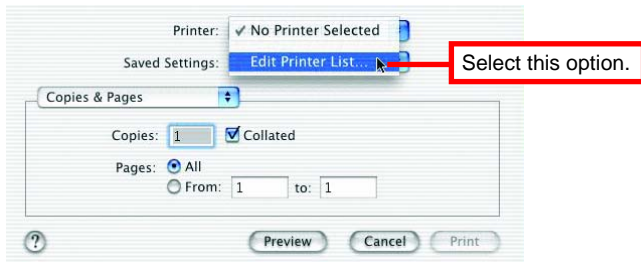 Printer: ✓ No Printer Selected
Saved Settings: Edit Printer List...
Select this option.
Copies & Pages
Copies: 1 Collated
Pages: All
From: 1 to: 1
? Preview Cancel Print